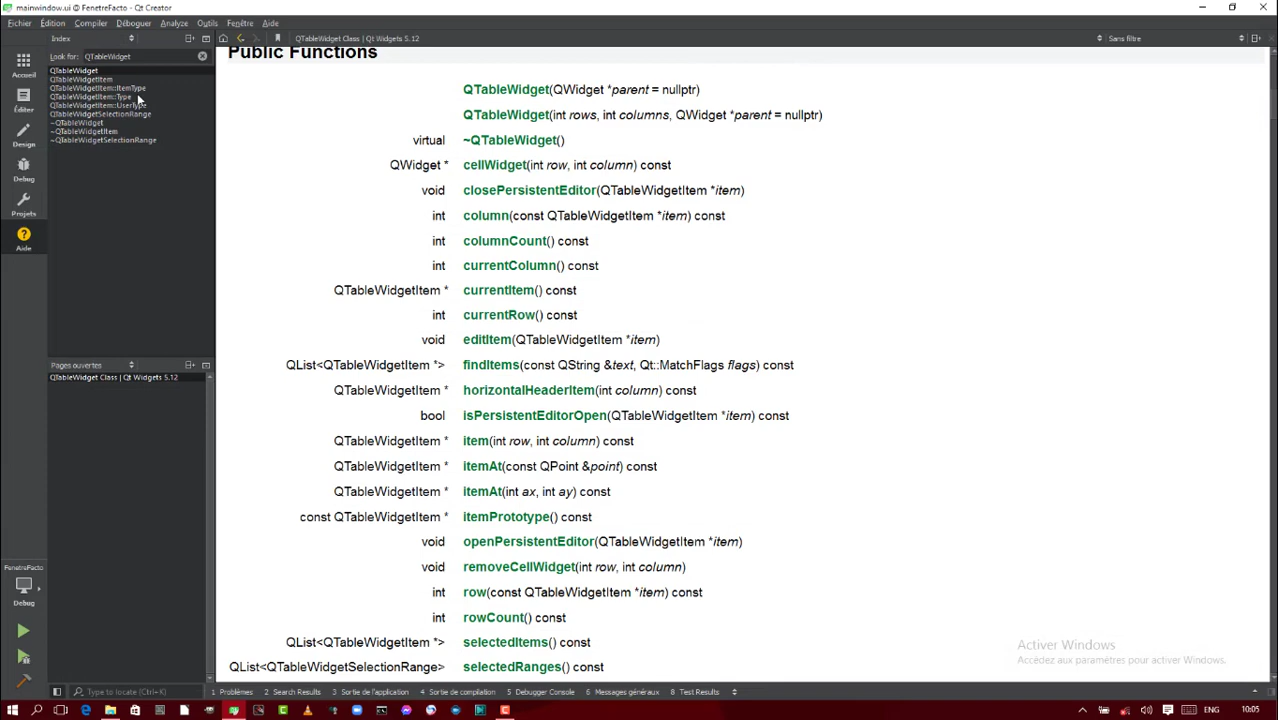 mainwindow.ui @ FenetreFacto - Qt Creator
Fichier Édition Compiler Déboguer Analyze Outils Fenêtre Aide
Index
QTableWidget Class | Qt Widgets 5.12
Sans filtre
Look for: QTableWidget
QTableWidget
QTableWidgetItem
QTableWidgetItem::ItemType
QTableWidgetItem::Type
QTableWidgetItem::UserType
QTableWidgetSelectionRange
~QTableWidget
~QTableWidgetItem
~QTableWidgetSelectionRange
Accueil
Éditer
Design
Debug
Projets
Aide
Pages ouvertes
QTableWidget Class | Qt Widgets 5.12
FenetreFacto
Debug
Public Functions
QTableWidget(QWidget *parent = nullptr)
QTableWidget(int rows, int columns, QWidget *parent = nullptr)
virtual ~QTableWidget()
QWidget * cellWidget(int row, int column) const
void closePersistentEditor(QTableWidgetItem *item)
int column(const QTableWidgetItem *item) const
int columnCount() const
int currentColumn() const
QTableWidgetItem * currentItem() const
int currentRow() const
void editItem(QTableWidgetItem *item)
QList<QTableWidgetItem *> findItems(const QString &text, Qt::MatchFlags flags) const
QTableWidgetItem * horizontalHeaderItem(int column) const
bool isPersistentEditorOpen(QTableWidgetItem *item) const
QTableWidgetItem * item(int row, int column) const
QTableWidgetItem * itemAt(const QPoint &point) const
QTableWidgetItem * itemAt(int ax, int ay) const
const QTableWidgetItem * itemPrototype() const
void openPersistentEditor(QTableWidgetItem *item)
void removeCellWidget(int row, int column)
int row(const QTableWidgetItem *item) const
int rowCount() const
QList<QTableWidgetItem *> selectedItems() const
QList<QTableWidgetSelectionRange> selectedRanges() const
Activer Windows
Accédez aux paramètres pour activer Windows.
Type to locate (Ctrl+K)
1 Problèmes 2 Search Results 3 Sortie de l'application 4 Sortie de compilation 5 Debugger Console 6 Messages généraux 8 Test Results
ENG 10:05